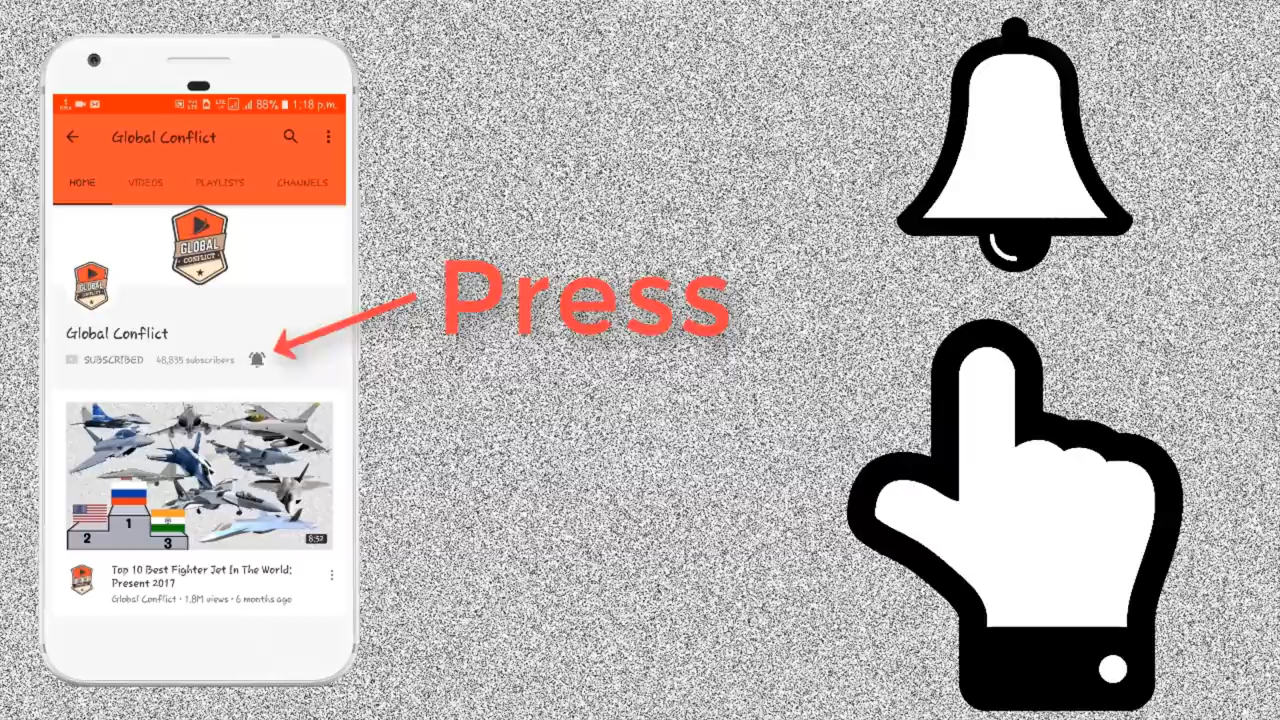 88% 1:18 p.m.
Global Conflict
HOME VIDEOS PLAYLISTS CHANNELS
GLOBAL
CONFLICT
GLOBAL
Global Conflict
SUBSCRIBED 48,835 subscribers
Press
1
2
3
8:57
Top 10 Best Fighter Jet In The World;
Present 2017
Global Conflict • 1.8M views • 6 months ago